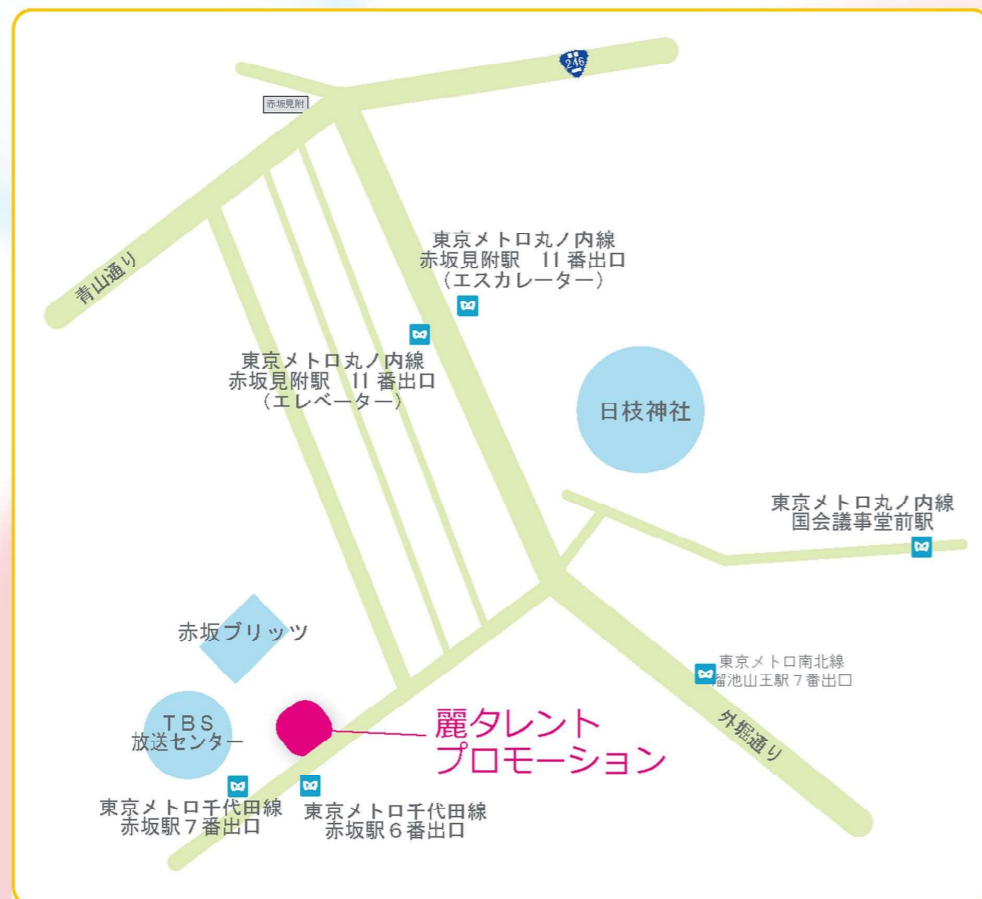 246
赤坂見附
青山通り
東京メトロ丸ノ内線
赤坂見附駅 11番出口
(エスカレーター)
東京メトロ丸ノ内線
赤坂見附駅 11番出口
(エレベーター)
日枝神社
東京メトロ丸ノ内線
国会議事堂前駅
赤坂ブリッツ
東京メトロ南北線
溜池山王駅7番出口
外堀通り
TBS
放送センター
麗タレント
プロモーション
東京メトロ千代田線
赤坂駅7番出口
東京メトロ千代田線
赤坂駅6番出口